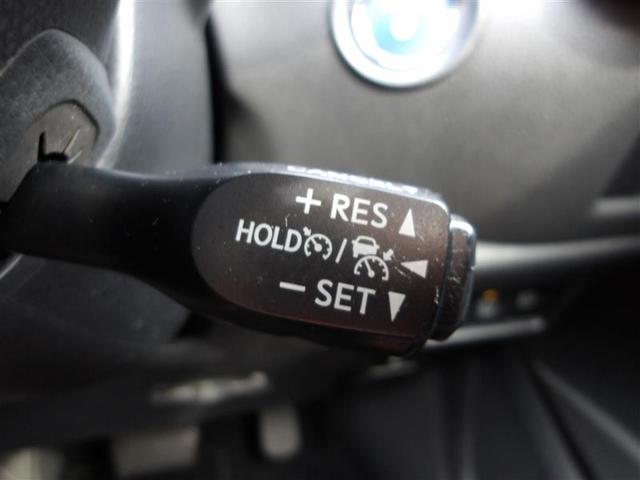 + RES ▲
HOLD / ◀
− SET ▼